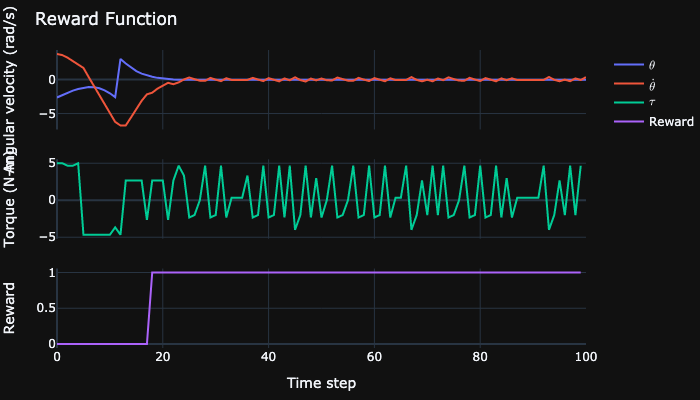 Reward Function
Angular velocity (rad/s)
0
−5
Torque (N
5
0
−5
Reward
1
0.5
0
0
20
40
60
80
100
Time step
θ
θ̇
τ
Reward